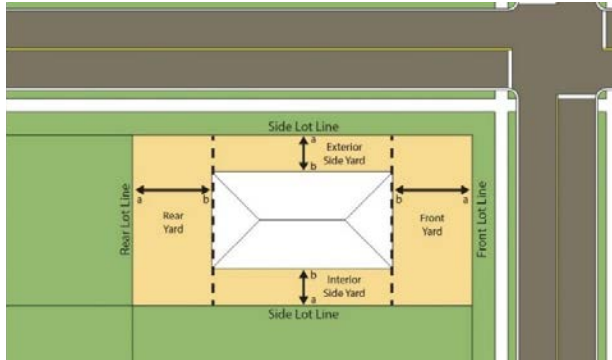 Side Lot Line
a
Exterior
Side Yard
b
Rear Lot Line
a
b
Rear
Yard
b
a
Front
Yard
Front Lot Line
b
Interior
Side Yard
a
Side Lot Line